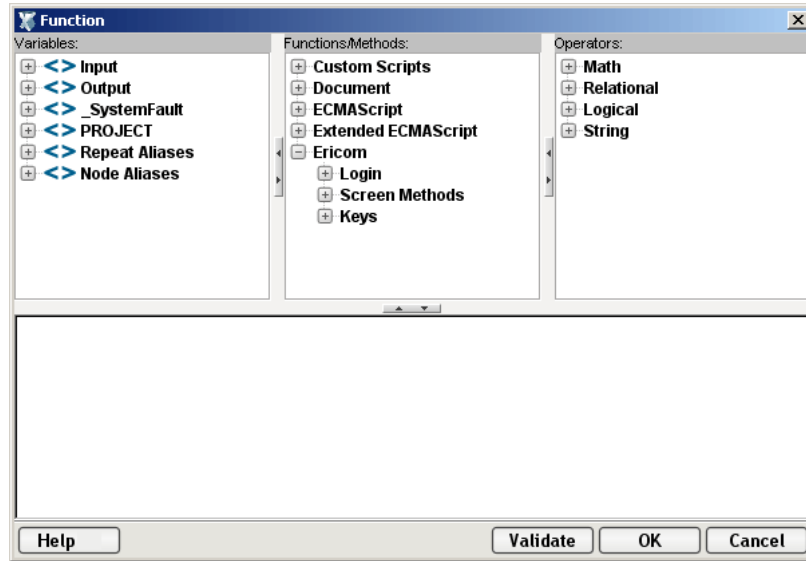 Function
Variables:
Input
Output
_SystemFault
PROJECT
Repeat Aliases
Node Aliases
Functions/Methods:
Custom Scripts
Document
ECMAScript
Extended ECMAScript
Ericom
Login
Screen Methods
Keys
Operators:
Math
Relational
Logical
String
Help
Validate
OK
Cancel